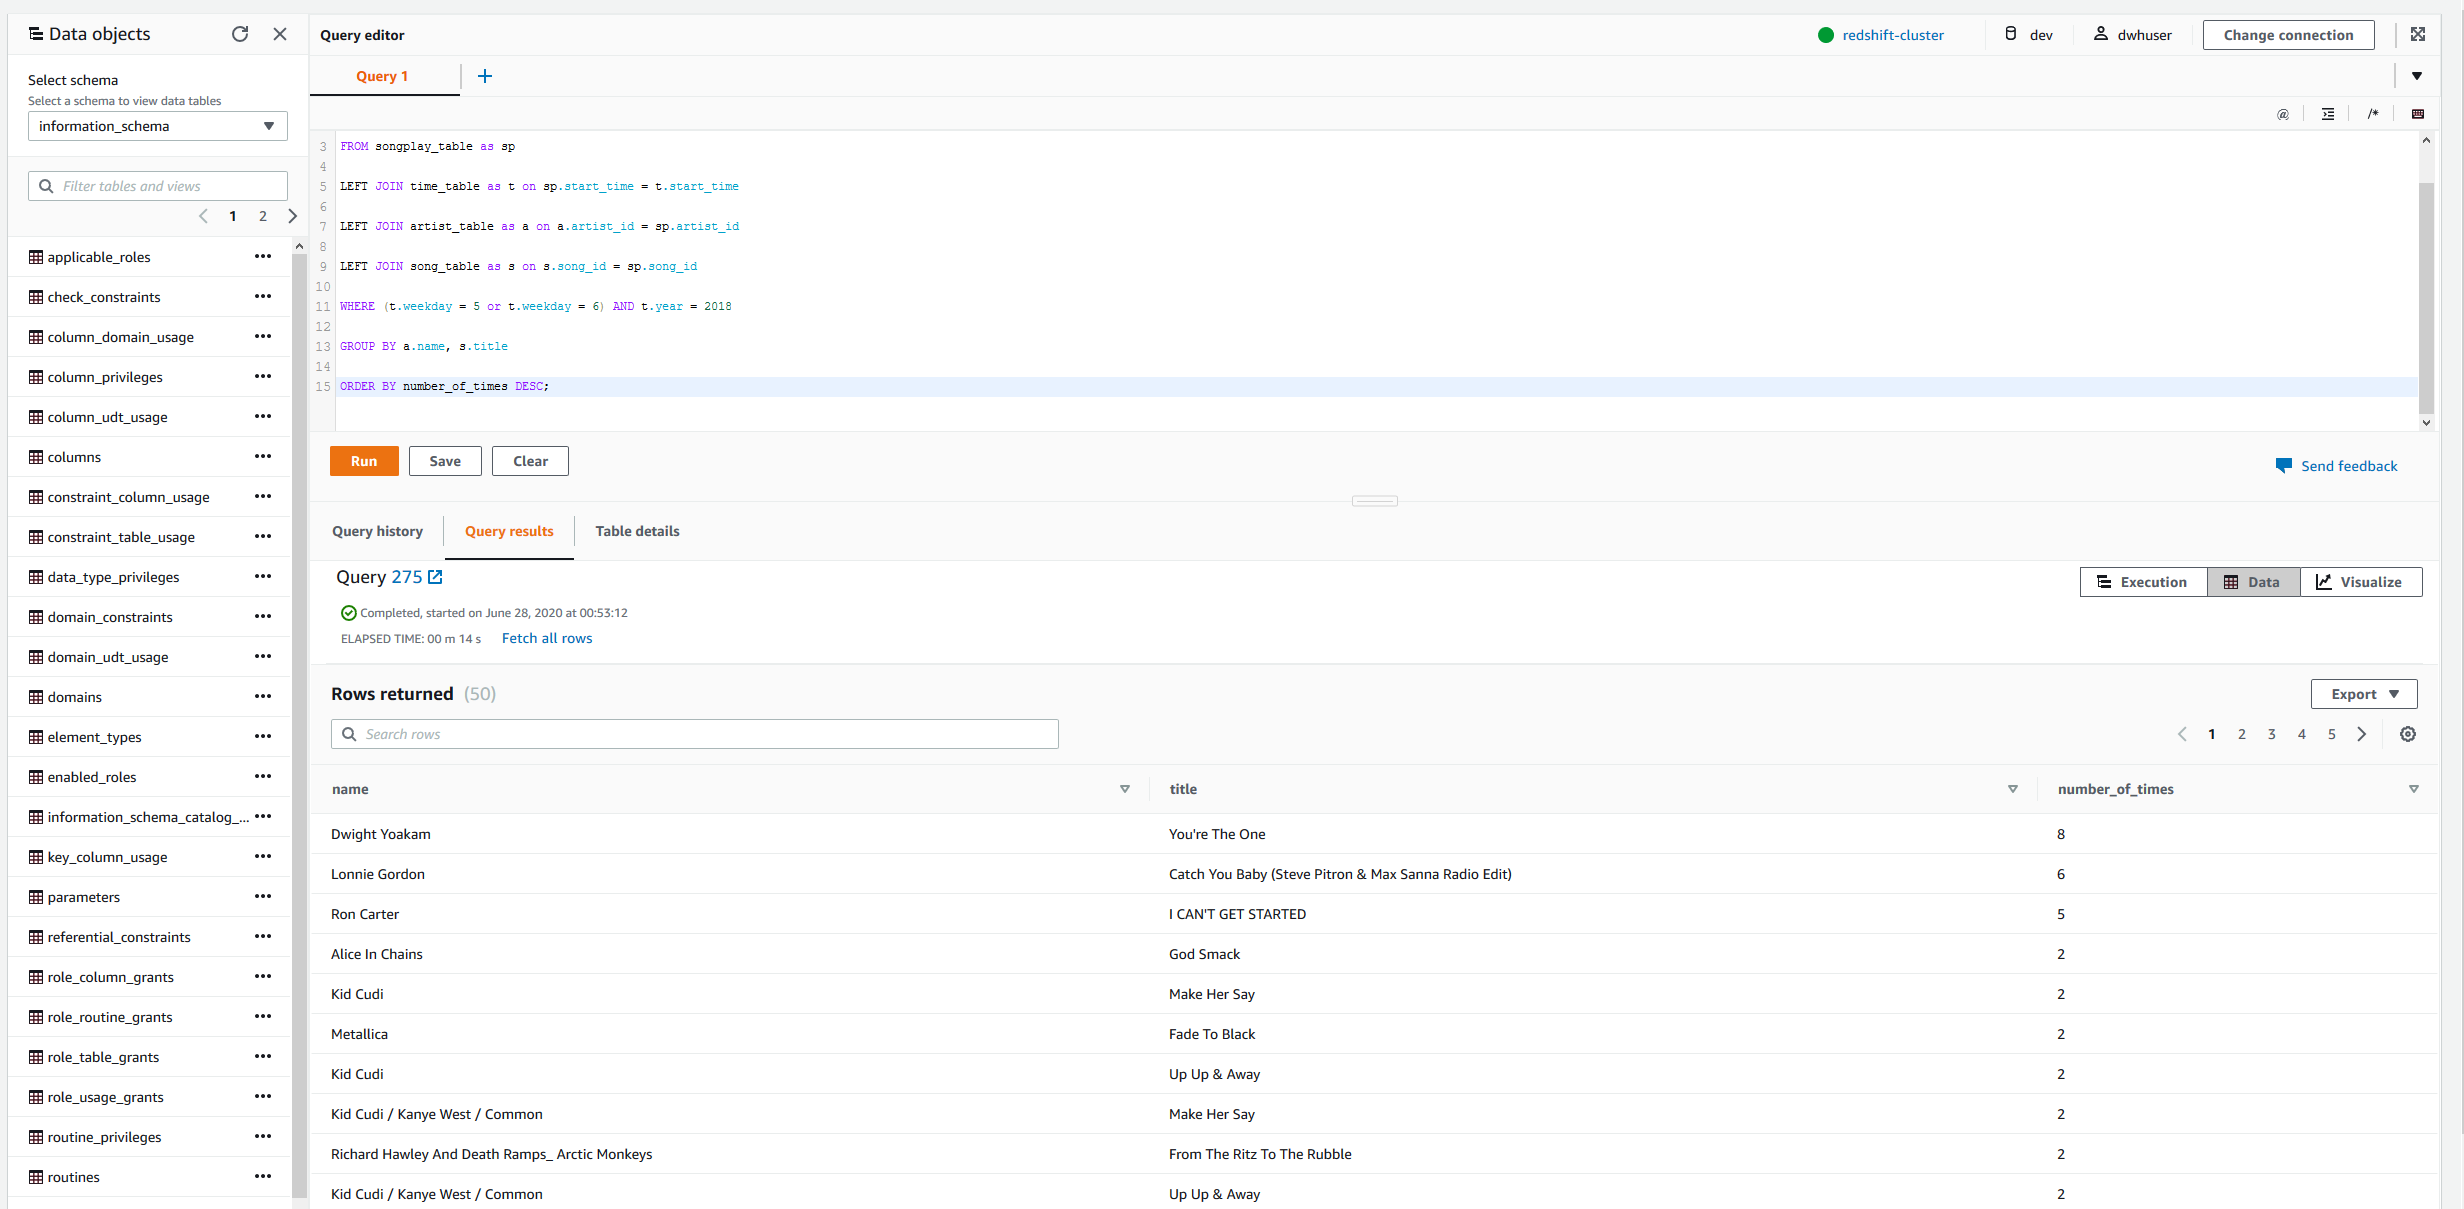 Data objects
Select schema
Select a schema to view data tables
information_schema
Filter tables and views
1 2
applicable_roles
check_constraints
column_domain_usage
column_privileges
column_udt_usage
columns
constraint_column_usage
constraint_table_usage
data_type_privileges
domain_constraints
domain_udt_usage
domains
element_types
enabled_roles
information_schema_catalog_...
key_column_usage
parameters
referential_constraints
role_column_grants
role_routine_grants
role_table_grants
role_usage_grants
routine_privileges
routines
Query editor
redshift-cluster dev dwhuser Change connection
Query 1 +
@ /*
3 FROM songplay_table as sp
4
5 LEFT JOIN time_table as t on sp.start_time = t.start_time
6
7 LEFT JOIN artist_table as a on a.artist_id = sp.artist_id
8
9 LEFT JOIN song_table as s on s.song_id = sp.song_id
10
11 WHERE (t.weekday = 5 or t.weekday = 6) AND t.year = 2018
12
13 GROUP BY a.name, s.title
14
15 ORDER BY number_of_times DESC;
Run Save Clear
Send feedback
Query history Query results Table details
Query 275
Execution Data Visualize
Completed, started on June 28, 2020 at 00:53:12
ELAPSED TIME: 00 m 14 s Fetch all rows
Rows returned (50)
Export
Search rows
1 2 3 4 5
name title number_of_times
Dwight Yoakam You're The One 8
Lonnie Gordon Catch You Baby (Steve Pitron & Max Sanna Radio Edit) 6
Ron Carter I CAN'T GET STARTED 5
Alice In Chains God Smack 2
Kid Cudi Make Her Say 2
Metallica Fade To Black 2
Kid Cudi Up Up & Away 2
Kid Cudi / Kanye West / Common Make Her Say 2
Richard Hawley And Death Ramps_ Arctic Monkeys From The Ritz To The Rubble 2
Kid Cudi / Kanye West / Common Up Up & Away 2